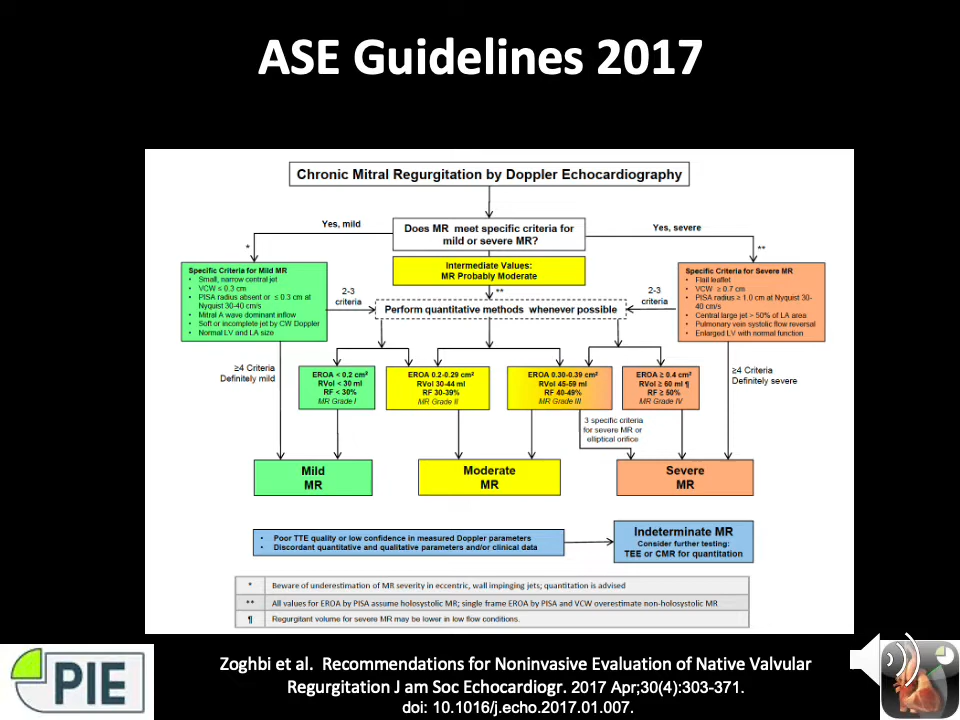 ASE Guidelines 2017
Chronic Mitral Regurgitation by Doppler Echocardiography
Yes, mild
Does MR meet specific criteria for
mild or severe MR?
Yes, severe
*
**
Specific Criteria for Mild MR
• Small, narrow central jet
• VCW ≤ 0.3 cm
• PISA radius absent or ≤ 0.3 cm at
Nyquist 30-40 cm/s
• Mitral A wave dominant inflow
• Soft or incomplete jet by CW Doppler
• Normal LV and LA size
Intermediate Values:
MR Probably Moderate
**
Specific Criteria for Severe MR
• Flail leaflet
• VCW ≥ 0.7 cm
• PISA radius ≥ 1.0 cm at Nyquist 30-
40 cm/s
• Central large jet > 50% of LA area
• Pulmonary vein systolic flow reversal
• Enlarged LV with normal function
2-3
criteria
Perform quantitative methods whenever possible
2-3
criteria
≥4 Criteria
Definitely mild
EROA < 0.2 cm²
RVol < 30 ml
RF < 30%
MR Grade I
EROA 0.2-0.29 cm²
RVol 30-44 ml
RF 30-39%
MR Grade II
EROA 0.30-0.39 cm²
RVol 45-59 ml
RF 40-49%
MR Grade III
EROA ≥ 0.4 cm²
RVol ≥ 60 ml ¶
RF ≥ 50%
MR Grade IV
≥4 Criteria
Definitely severe
3 specific criteria
for severe MR or
elliptical orifice
Mild
MR
Moderate
MR
Severe
MR
• Poor TTE quality or low confidence in measured Doppler parameters
• Discordant quantitative and qualitative parameters and/or clinical data
Indeterminate MR
Consider further testing:
TEE or CMR for quantitation
* Beware of underestimation of MR severity in eccentric, wall impinging jets; quantitation is advised
** All values for EROA by PISA assume holosystolic MR; single frame EROA by PISA and VCW overestimate non-holosystolic MR
¶ Regurgitant volume for severe MR may be lower in low flow conditions.
PIE
Zoghbi et al. Recommendations for Noninvasive Evaluation of Native Valvular
Regurgitation J am Soc Echocardiogr. 2017 Apr;30(4):303-371.
doi: 10.1016/j.echo.2017.01.007.